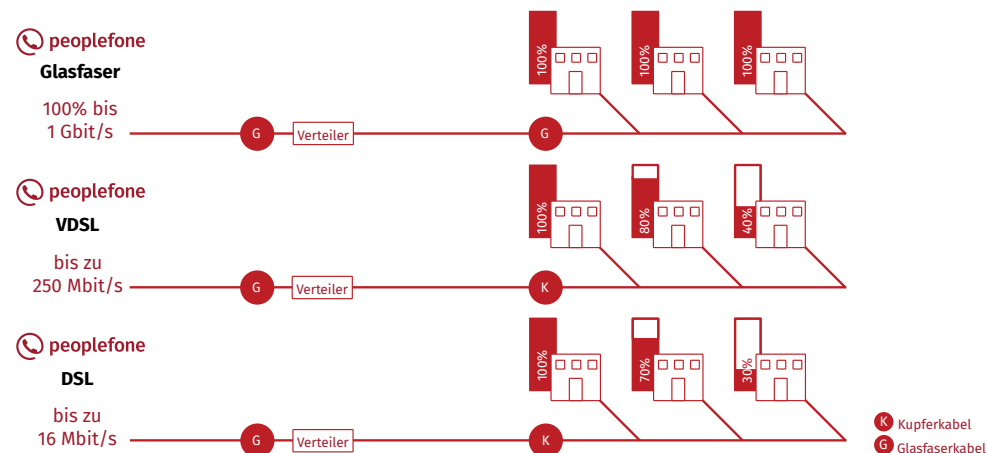 peoplefone
Glasfaser
100% bis
1 Gbit/s
G
Verteiler
G
100%
100%
100%
peoplefone
VDSL
bis zu
250 Mbit/s
G
Verteiler
K
100%
80%
40%
peoplefone
DSL
bis zu
16 Mbit/s
G
Verteiler
K
100%
70%
30%
K Kupferkabel
G Glasfaserkabel